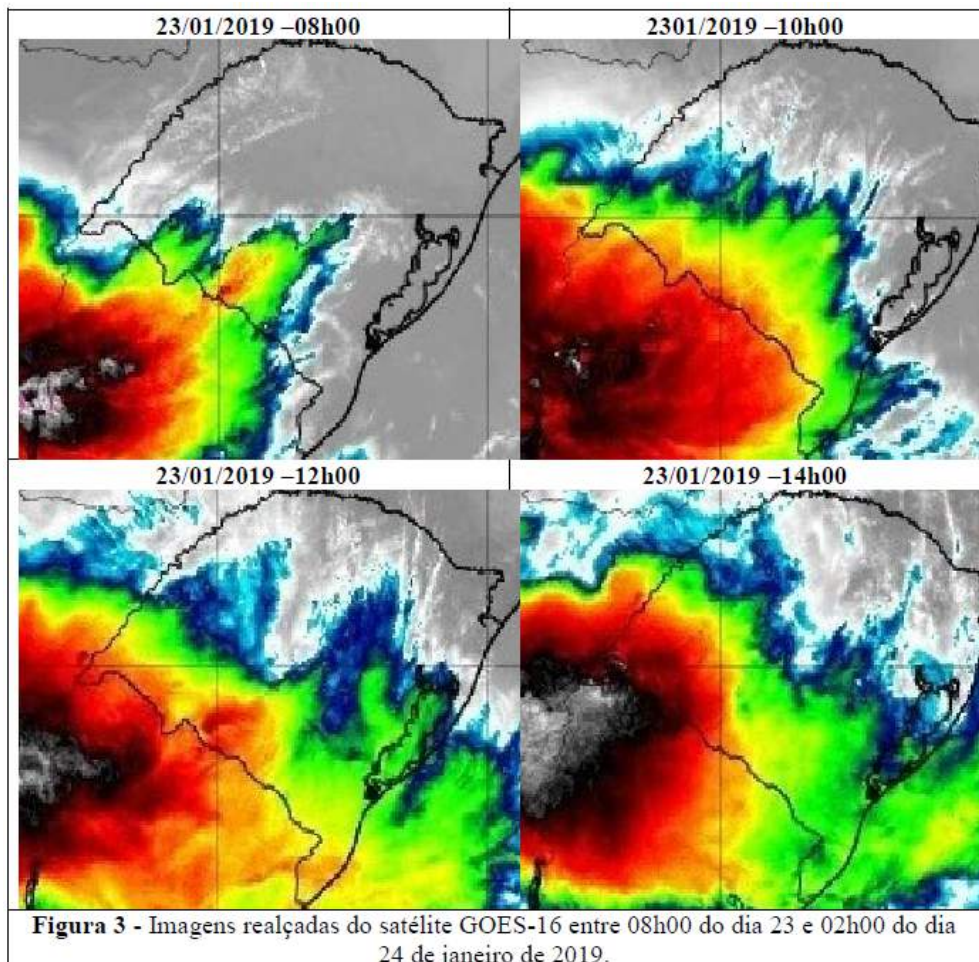 23/01/2019 –08h00
2301/2019 –10h00
23/01/2019 –12h00
23/01/2019 –14h00
Figura 3 - Imagens realçadas do satélite GOES-16 entre 08h00 do dia 23 e 02h00 do dia
24 de janeiro de 2019.